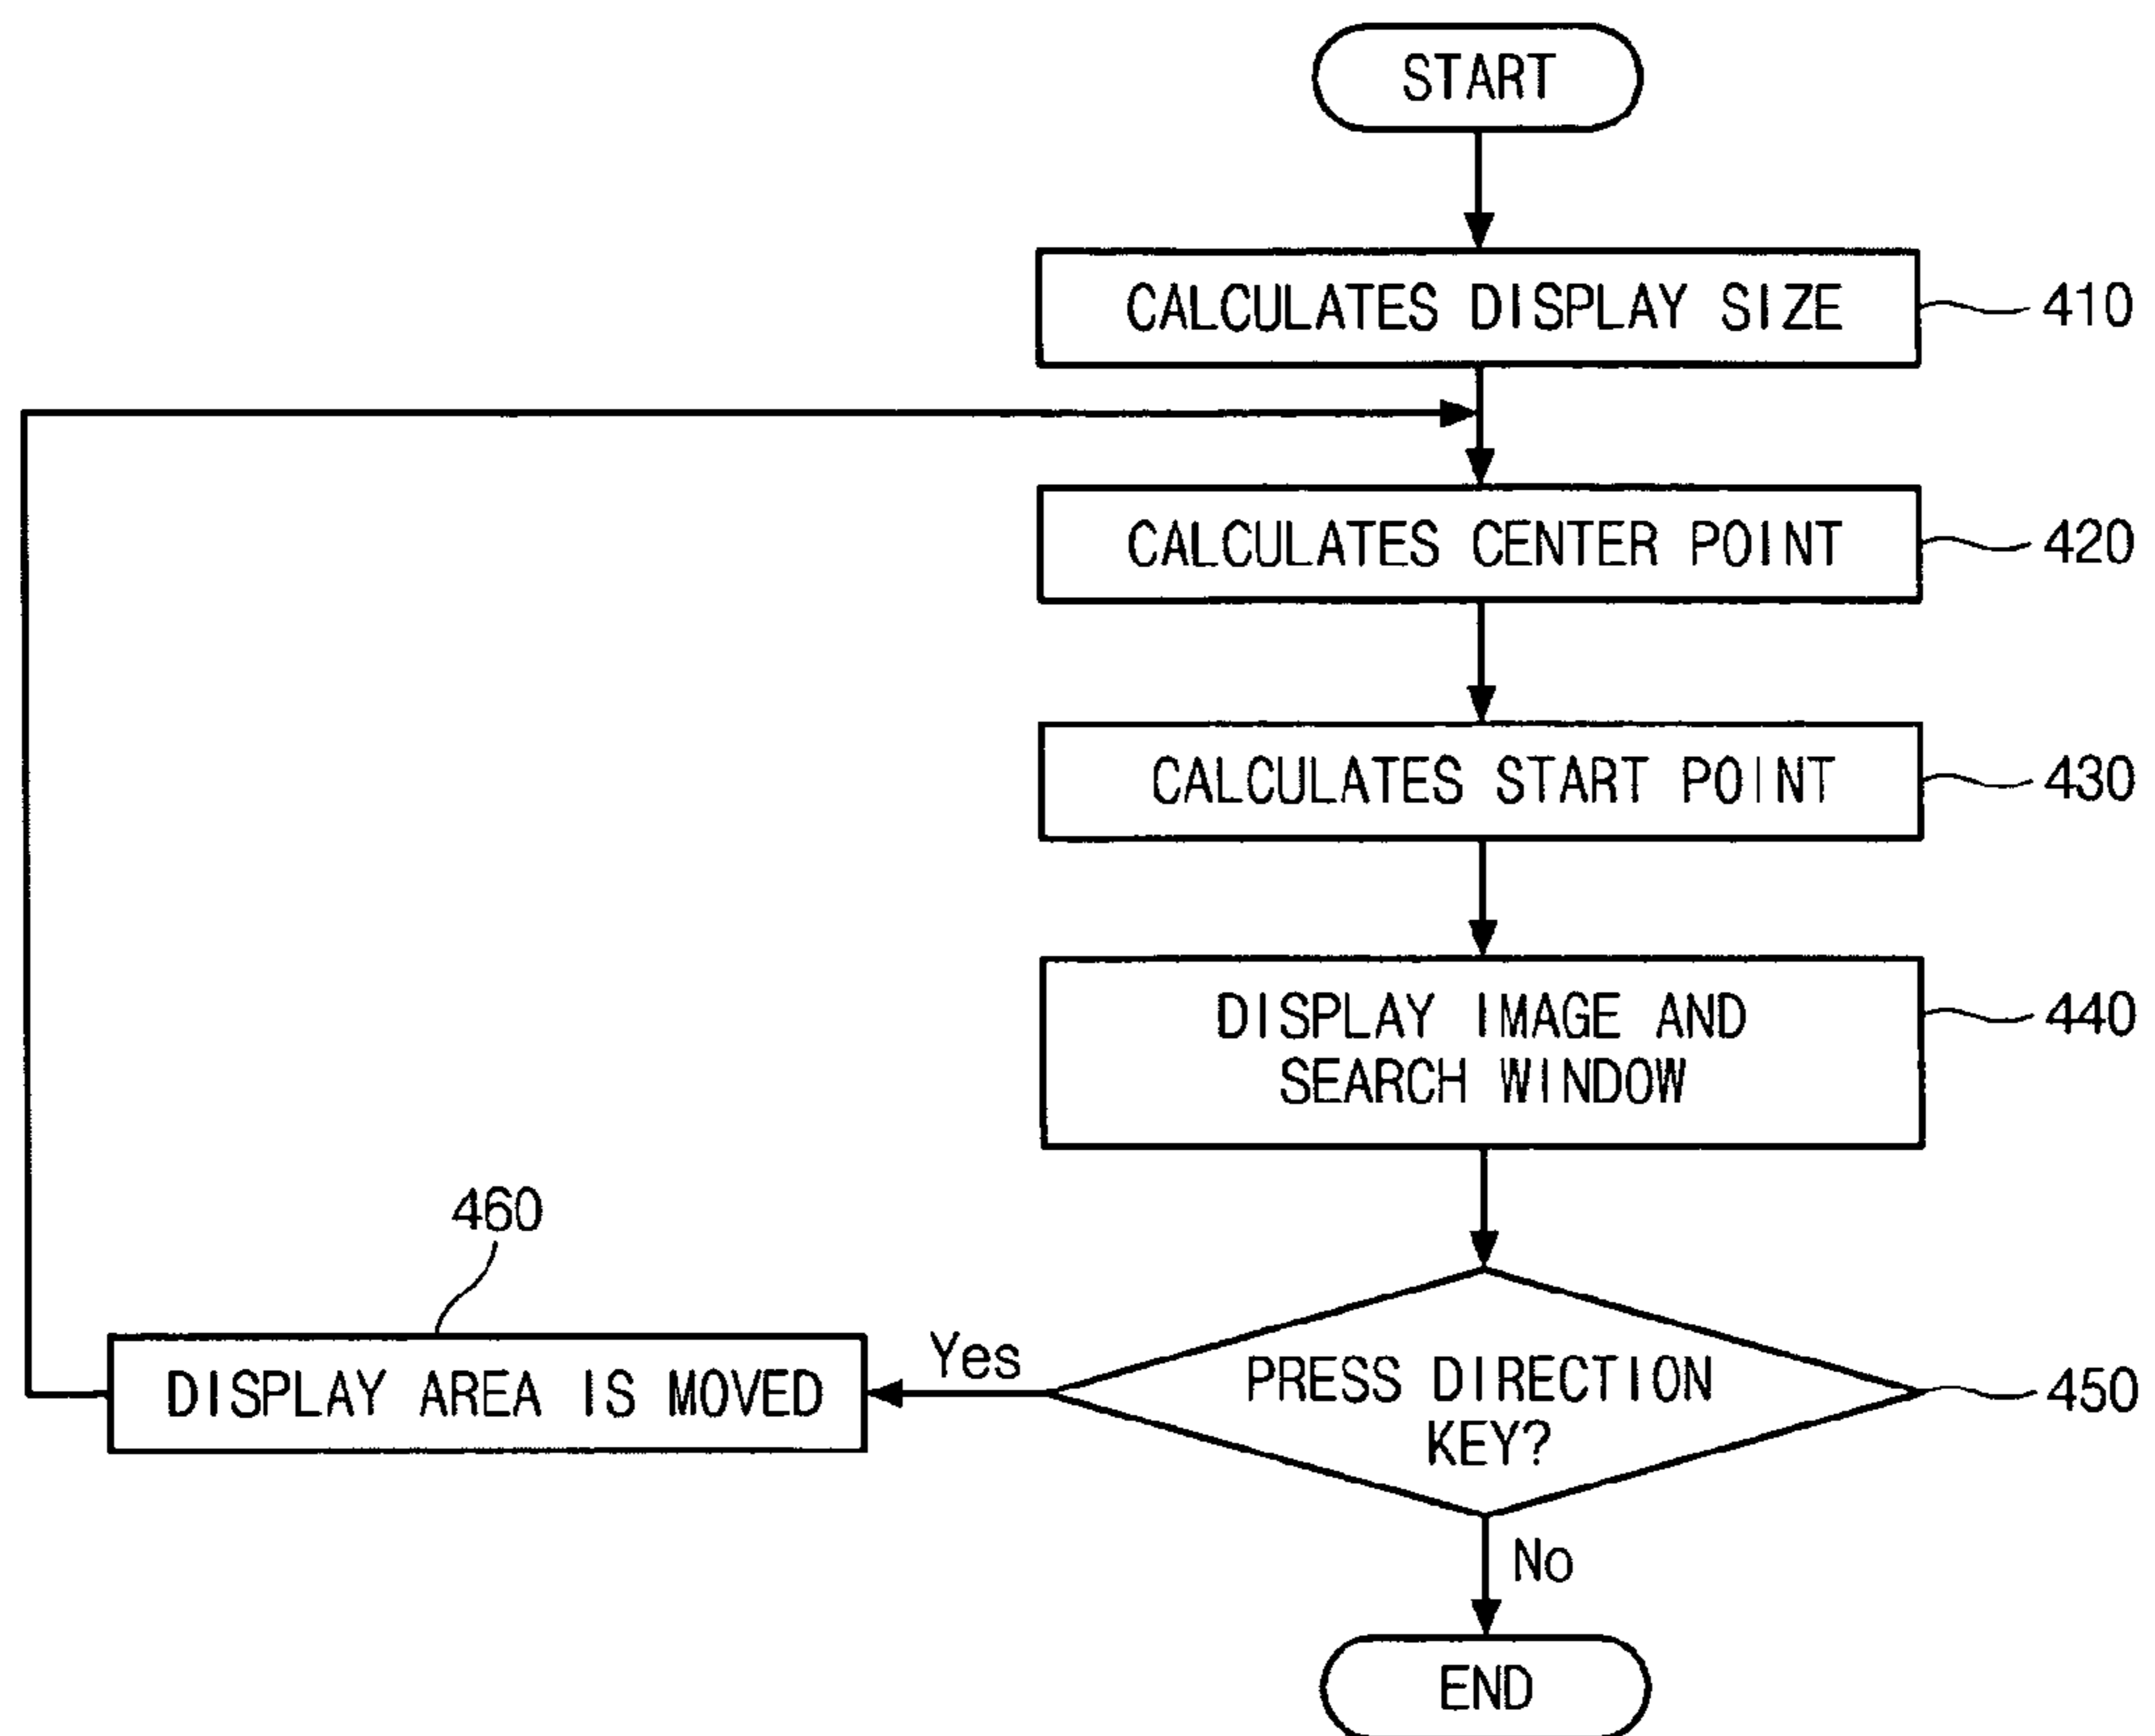 START
CALCULATES DISPLAY SIZE
410
CALCULATES CENTER POINT
420
CALCULATES START POINT
430
DISPLAY IMAGE AND
SEARCH WINDOW
440
460
DISPLAY AREA IS MOVED
Yes
PRESS DIRECTION
KEY?
450
No
END